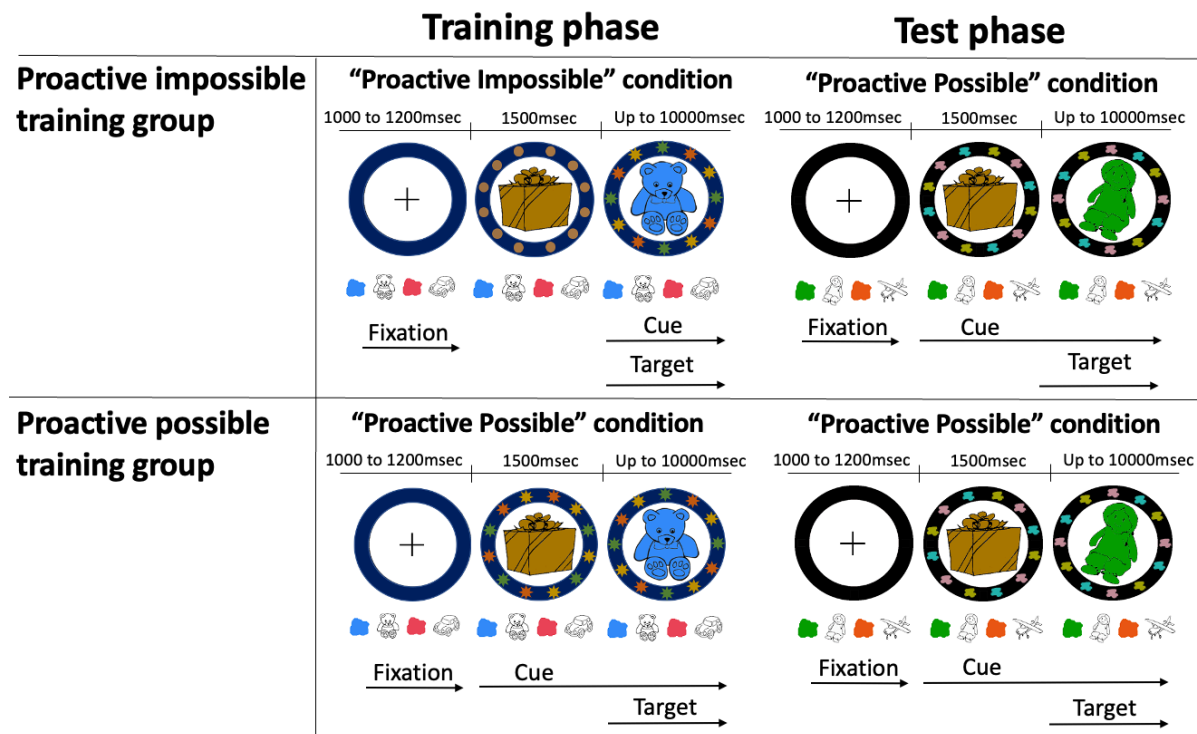 Training phase
Test phase
Proactive impossible
training group
“Proactive Impossible” condition
1000 to 1200msec
1500msec
Up to 10000msec
Fixation
Cue
Target
“Proactive Possible” condition
1000 to 1200msec
1500msec
Up to 10000msec
Fixation
Cue
Target
Proactive possible
training group
“Proactive Possible” condition
1000 to 1200msec
1500msec
Up to 10000msec
Fixation
Cue
Target
“Proactive Possible” condition
1000 to 1200msec
1500msec
Up to 10000msec
Fixation
Cue
Target